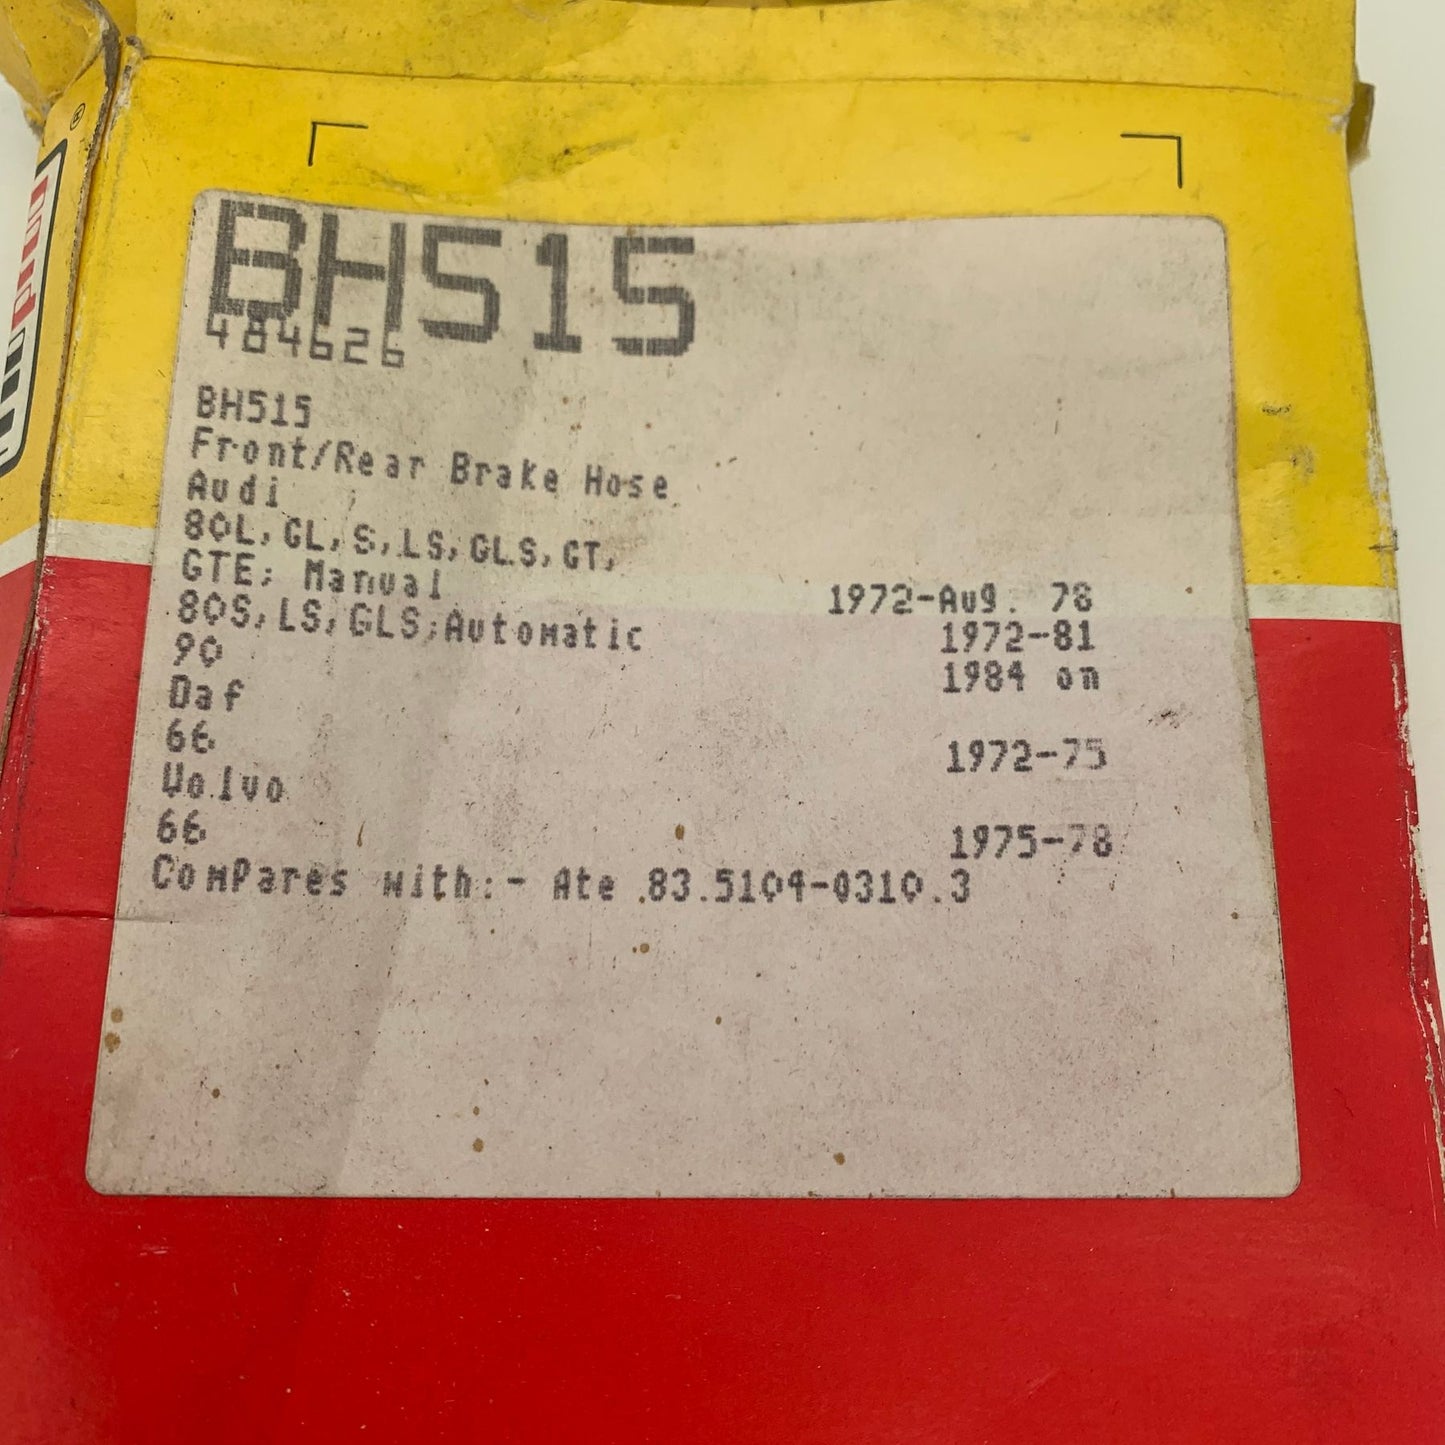 BH515
484626
BH515
Front/Rear Brake Hose
Audi
80L, GL, S, LS, GLS, GT,
GTE; Manual 1972-Aug. 78
80S, LS, GLS;Automatic 1972-81
90 1984 on
Daf
66 1972-75
Volvo
66 1975-78
Compares with:- Ate .83.5104-0310.3
®